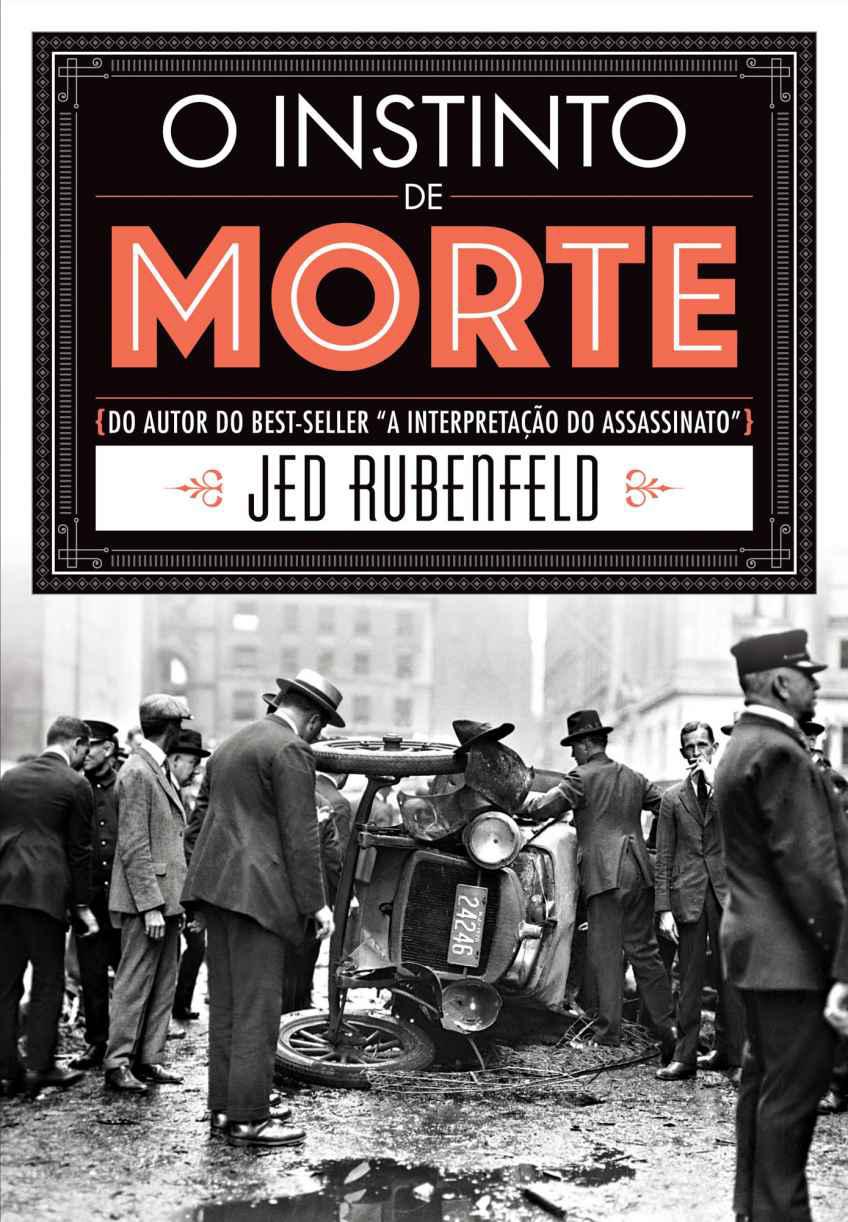 O INSTINTO
DE
MORTE
{DO AUTOR DO BEST-SELLER “A INTERPRETAÇÃO DO ASSASSINATO”}
JED RUBENFELD
24246